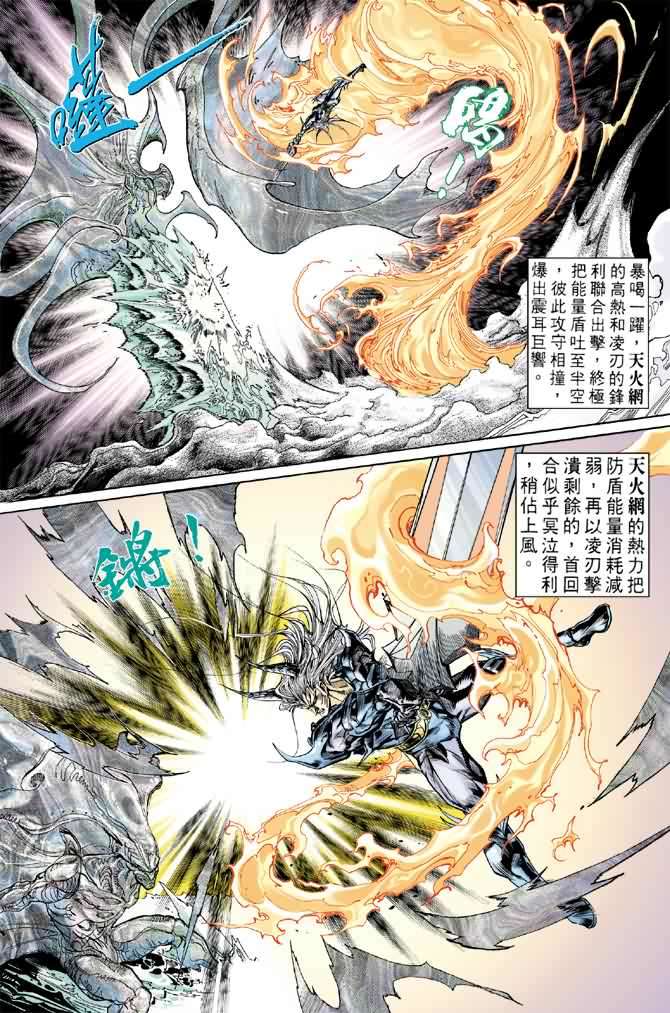 喝！
暴喝一躍，天火網
的高熱和凌刃的鋒
利聯合出擊，終極
把能量盾吐至半空
，彼此攻守相撞，
爆出震耳巨響。
天火網的熱力把
防盾能量消耗減
弱，再以凌刃擊
潰剩餘的，首回
合似乎冥泣得利
，稍佔上風。
鏘！